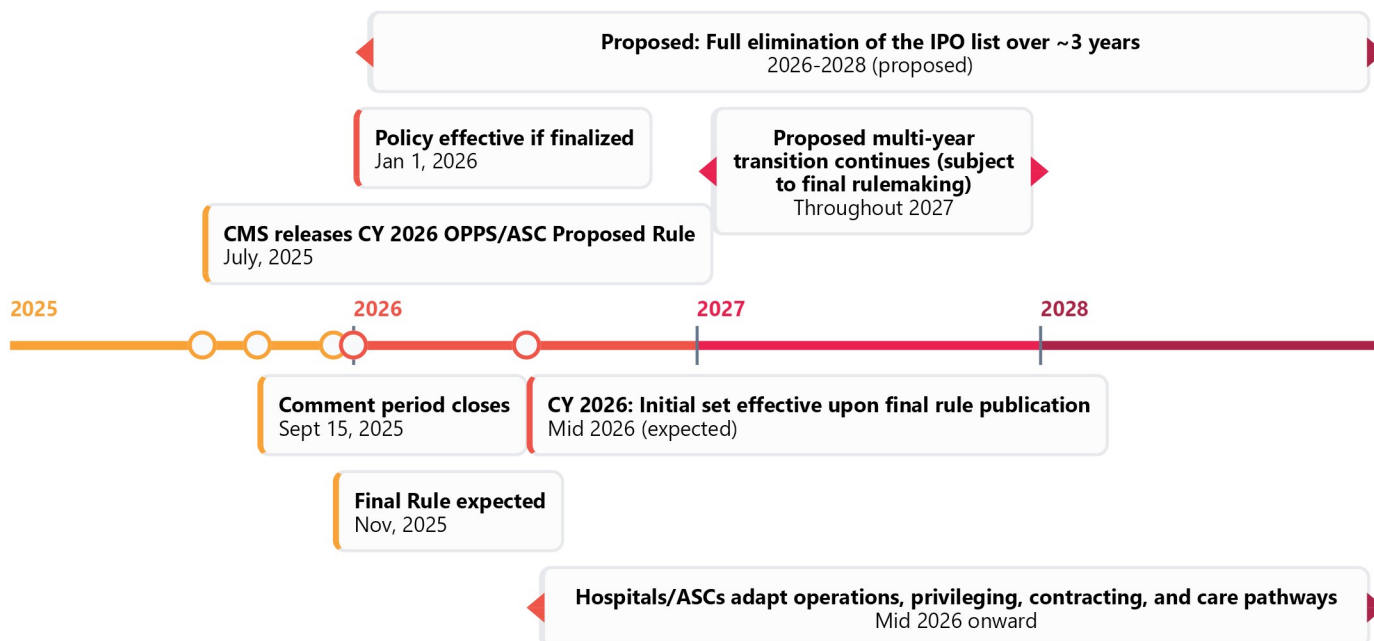 Proposed: Full elimination of the IPO list over ~3 years
2026-2028 (proposed)
Policy effective if finalized
Jan 1, 2026
Proposed multi-year
transition continues (subject
to final rulemaking)
Throughout 2027
CMS releases CY 2026 OPPS/ASC Proposed Rule
July, 2025
2025
2026
2027
2028
Comment period closes
Sept 15, 2025
CY 2026: Initial set effective upon final rule publication
Mid 2026 (expected)
Final Rule expected
Nov, 2025
Hospitals/ASCs adapt operations, privileging, contracting, and care pathways
Mid 2026 onward